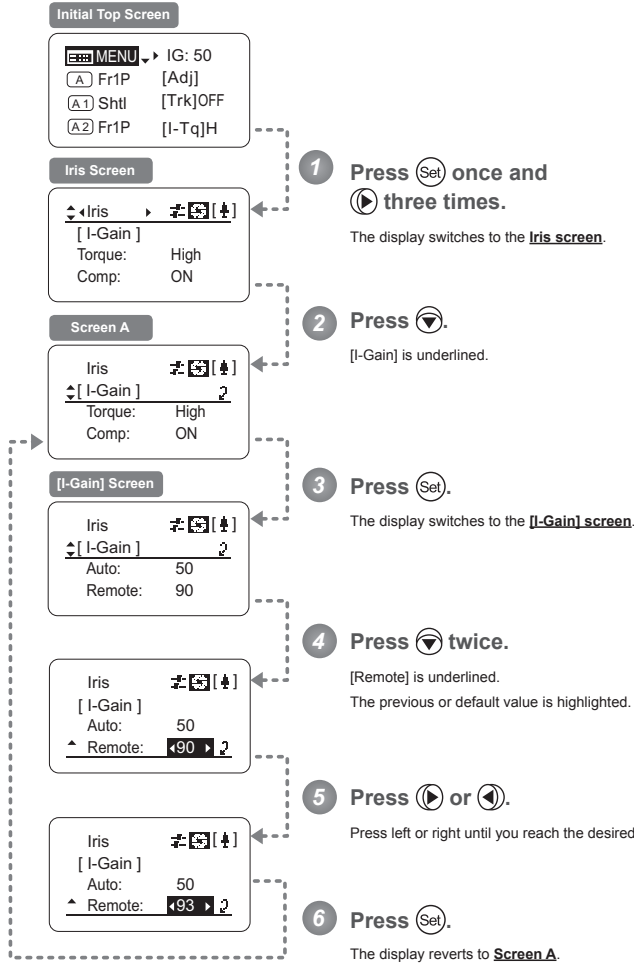 Initial Top Screen
MENU IG: 50
A Fr1P [Adj]
A1 Shtl [Trk]OFF
A2 Fr1P [I-Tq]H
Iris Screen
Iris
[ I-Gain ]
Torque: High
Comp: ON
1 Press Set once and
three times.
The display switches to the Iris screen.
Screen A
Iris
[ I-Gain ]
Torque: High
Comp: ON
2 Press .
[I-Gain] is underlined.
[I-Gain] Screen
Iris
[ I-Gain ]
Auto: 50
Remote: 90
3 Press Set.
The display switches to the [I-Gain] screen.
Iris
[ I-Gain ]
Auto: 50
Remote: 90
4 Press twice.
[Remote] is underlined.
The previous or default value is highlighted.
Iris
[ I-Gain ]
Auto: 50
Remote: 93
5 Press or .
Press left or right until you reach the desired
6 Press Set.
The display reverts to Screen A.